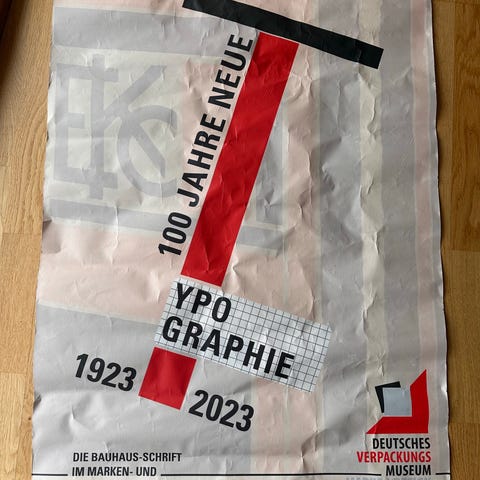 100 JAHRE NEUE
YPO
GRAPHIE
1923
2023
DIE BAUHAUS-SCHRIFT
IM MARKEN- UND
DEUTSCHES
VERPACKUNGS
MUSEUM